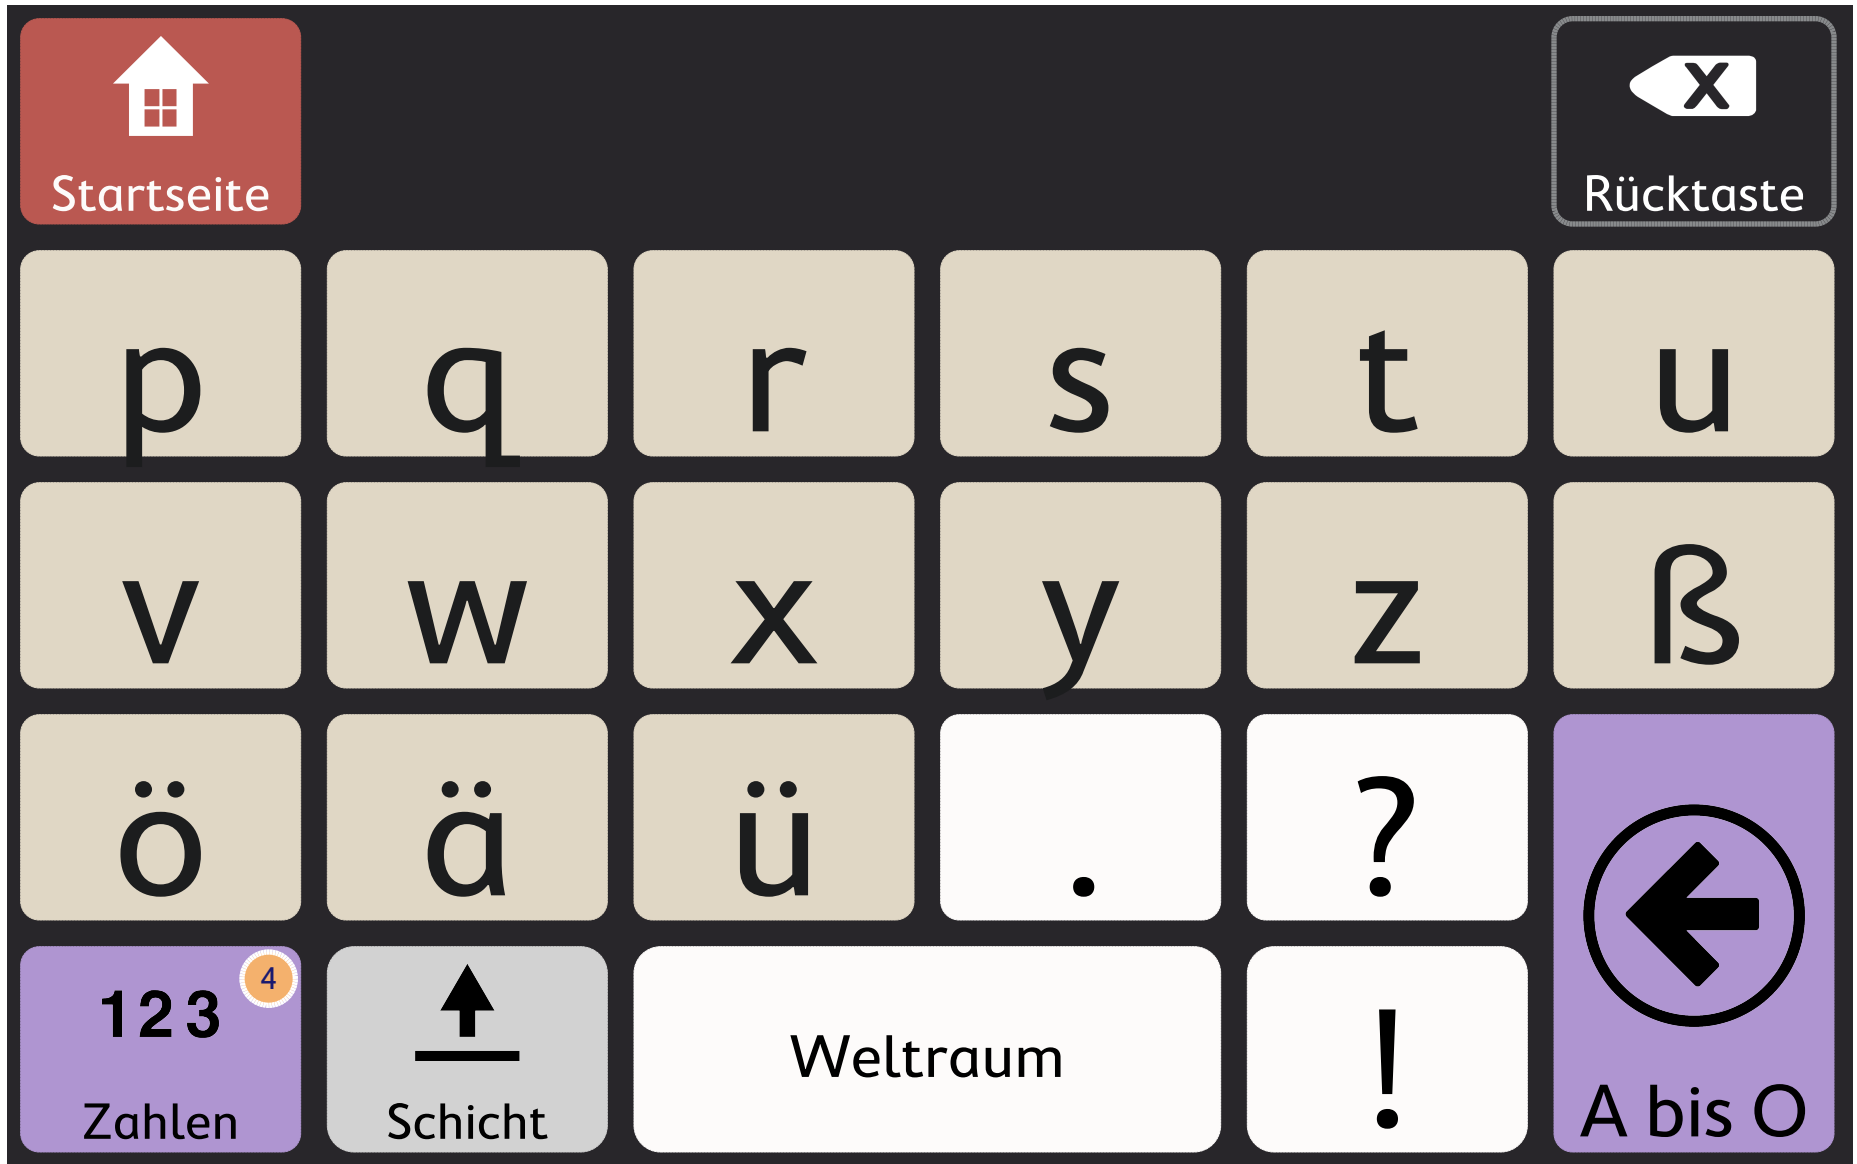 Startseite
X
Rücktaste
p q r s t u
v w x y z ß
ö ä ü . ?
123
4
Zahlen
Schicht
Weltraum
!
A bis O